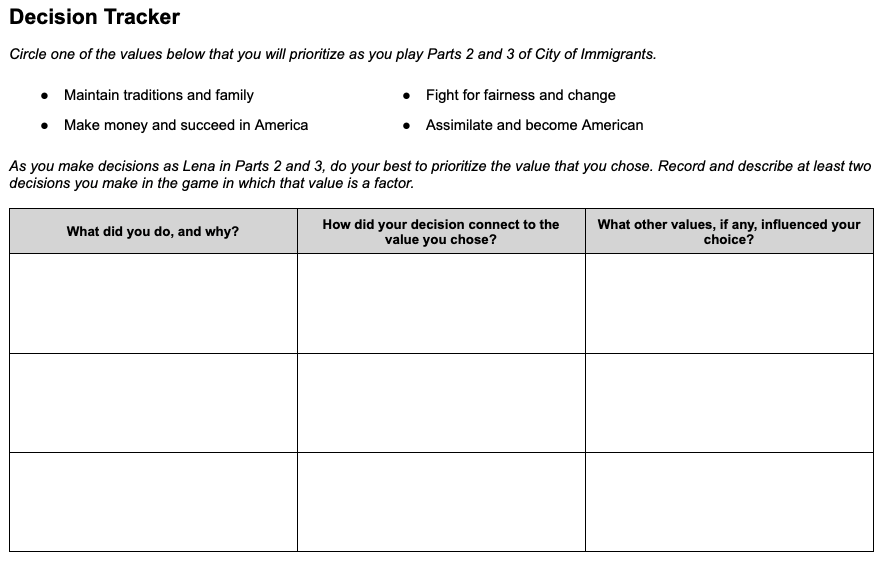 Decision Tracker
Circle one of the values below that you will prioritize as you play Parts 2 and 3 of City of Immigrants.
● Maintain traditions and family
● Make money and succeed in America
● Fight for fairness and change
● Assimilate and become American
As you make decisions as Lena in Parts 2 and 3, do your best to prioritize the value that you chose. Record and describe at least two
decisions you make in the game in which that value is a factor.
What did you do, and why?
How did your decision connect to the
value you chose?
What other values, if any, influenced your
choice?